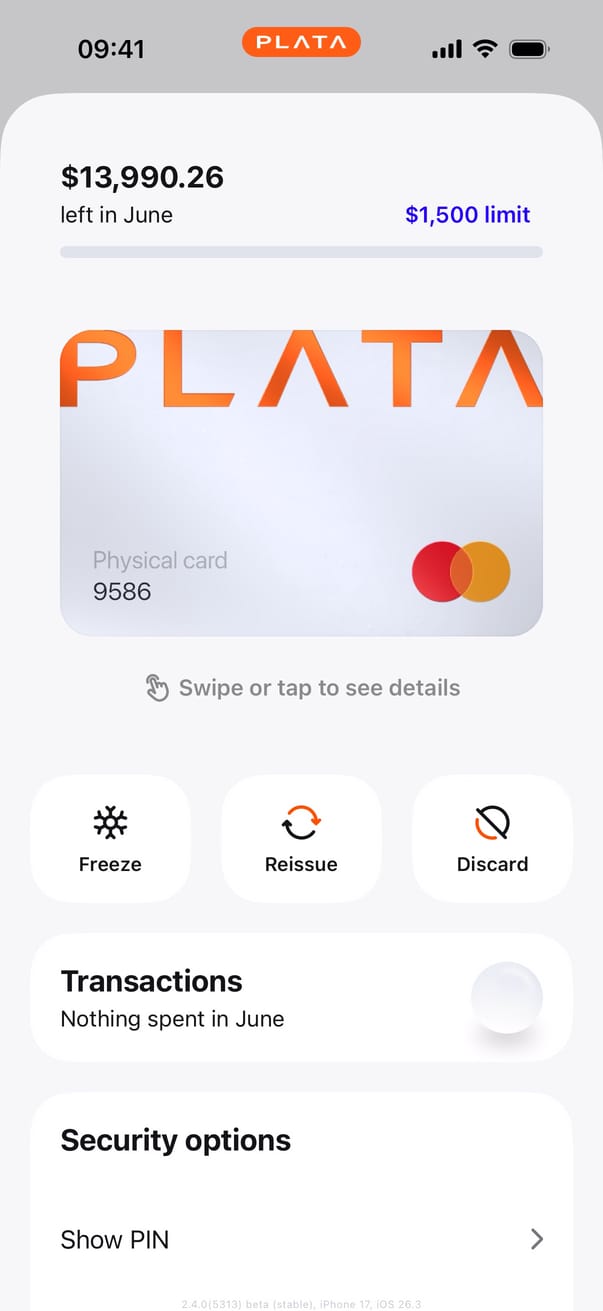 09:41
PLATA
$13,990.26
left in June
$1,500 limit
PLATA
Physical card
9586
Swipe or tap to see details
Freeze
Reissue
Discard
Transactions
Nothing spent in June
Security options
Show PIN
2.4.0(5313) beta (stable), iPhone 17, iOS 26.3